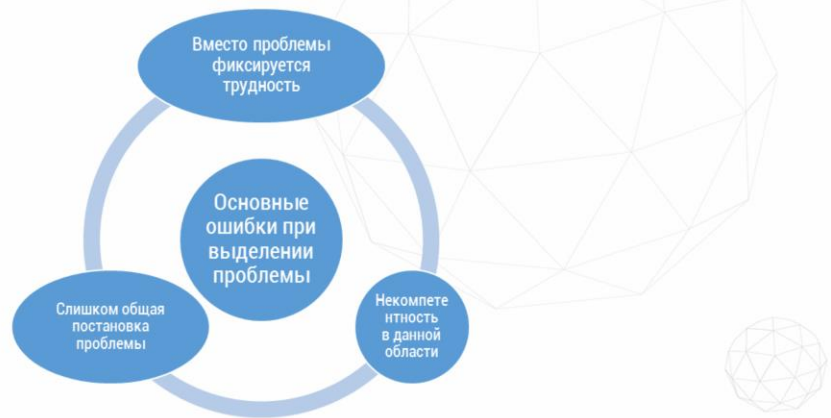 Вместо проблемы
фиксируется
трудность
Основные
ошибки при
выделении
проблемы
Слишком общая
постановка
проблемы
Некомпете
нтность
в данной
области